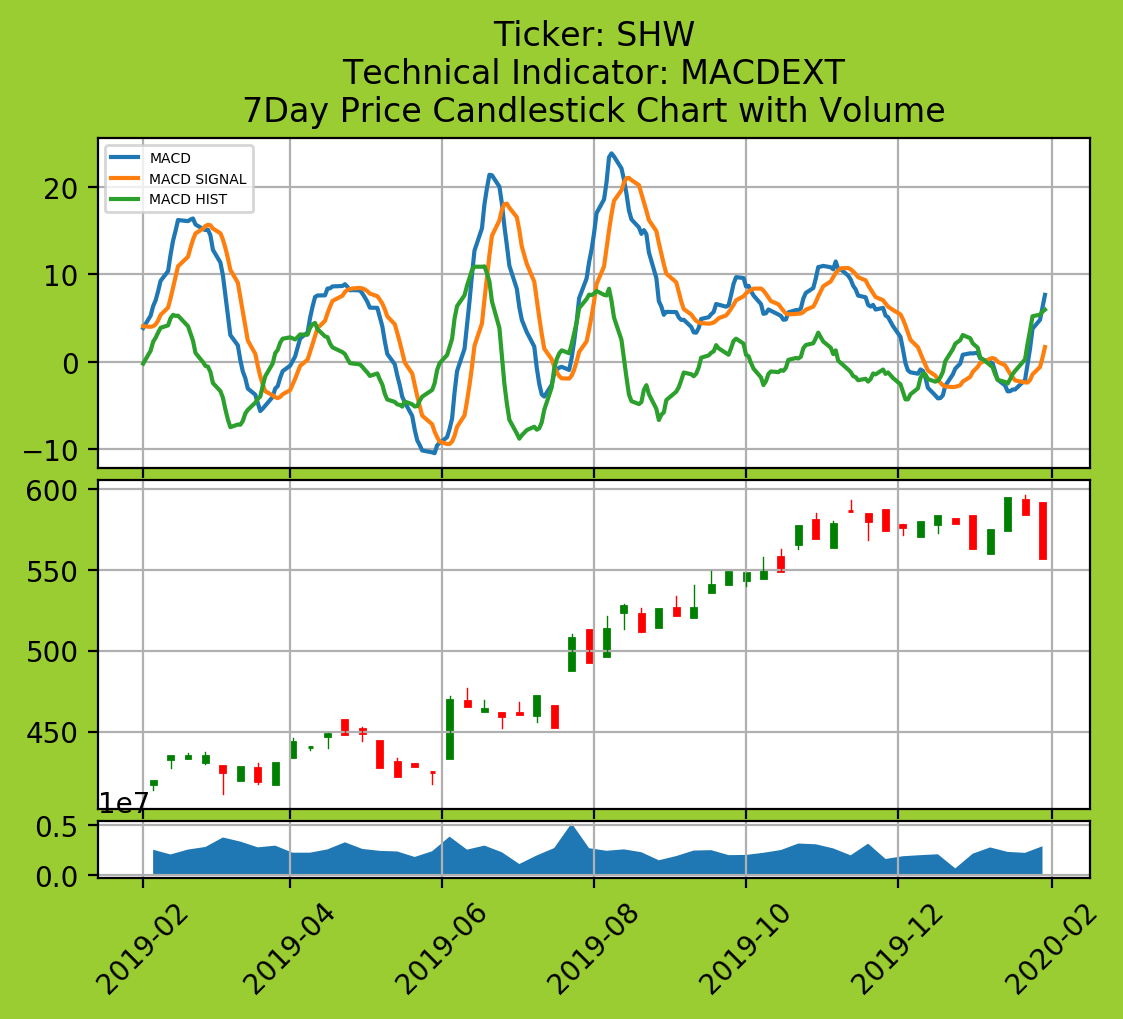 Ticker: SHW
Technical Indicator: MACDEXT
7Day Price Candlestick Chart with Volume
MACD
MACD SIGNAL
MACD HIST
20
10
0
−10
600
550
500
450
1e7
0.5
0.0
2019-02
2019-04
2019-06
2019-08
2019-10
2019-12
2020-02